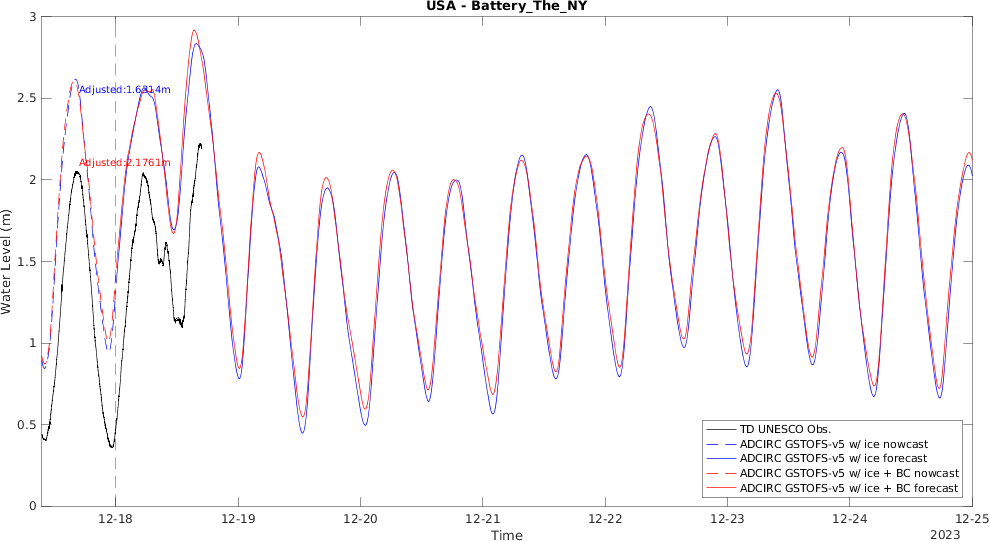 USA - Battery_The_NY
3
2.5
2
1.5
1
0.5
0
Water Level (m)
Adjusted:1.6314m
Adjusted:2.1761m
12-18
12-19
12-20
12-21
12-22
12-23
12-24
12-25
Time
2023
TD UNESCO Obs.
ADCIRC GSTOFS-v5 w/ ice nowcast
ADCIRC GSTOFS-v5 w/ ice forecast
ADCIRC GSTOFS-v5 w/ ice + BC nowcast
ADCIRC GSTOFS-v5 w/ ice + BC forecast